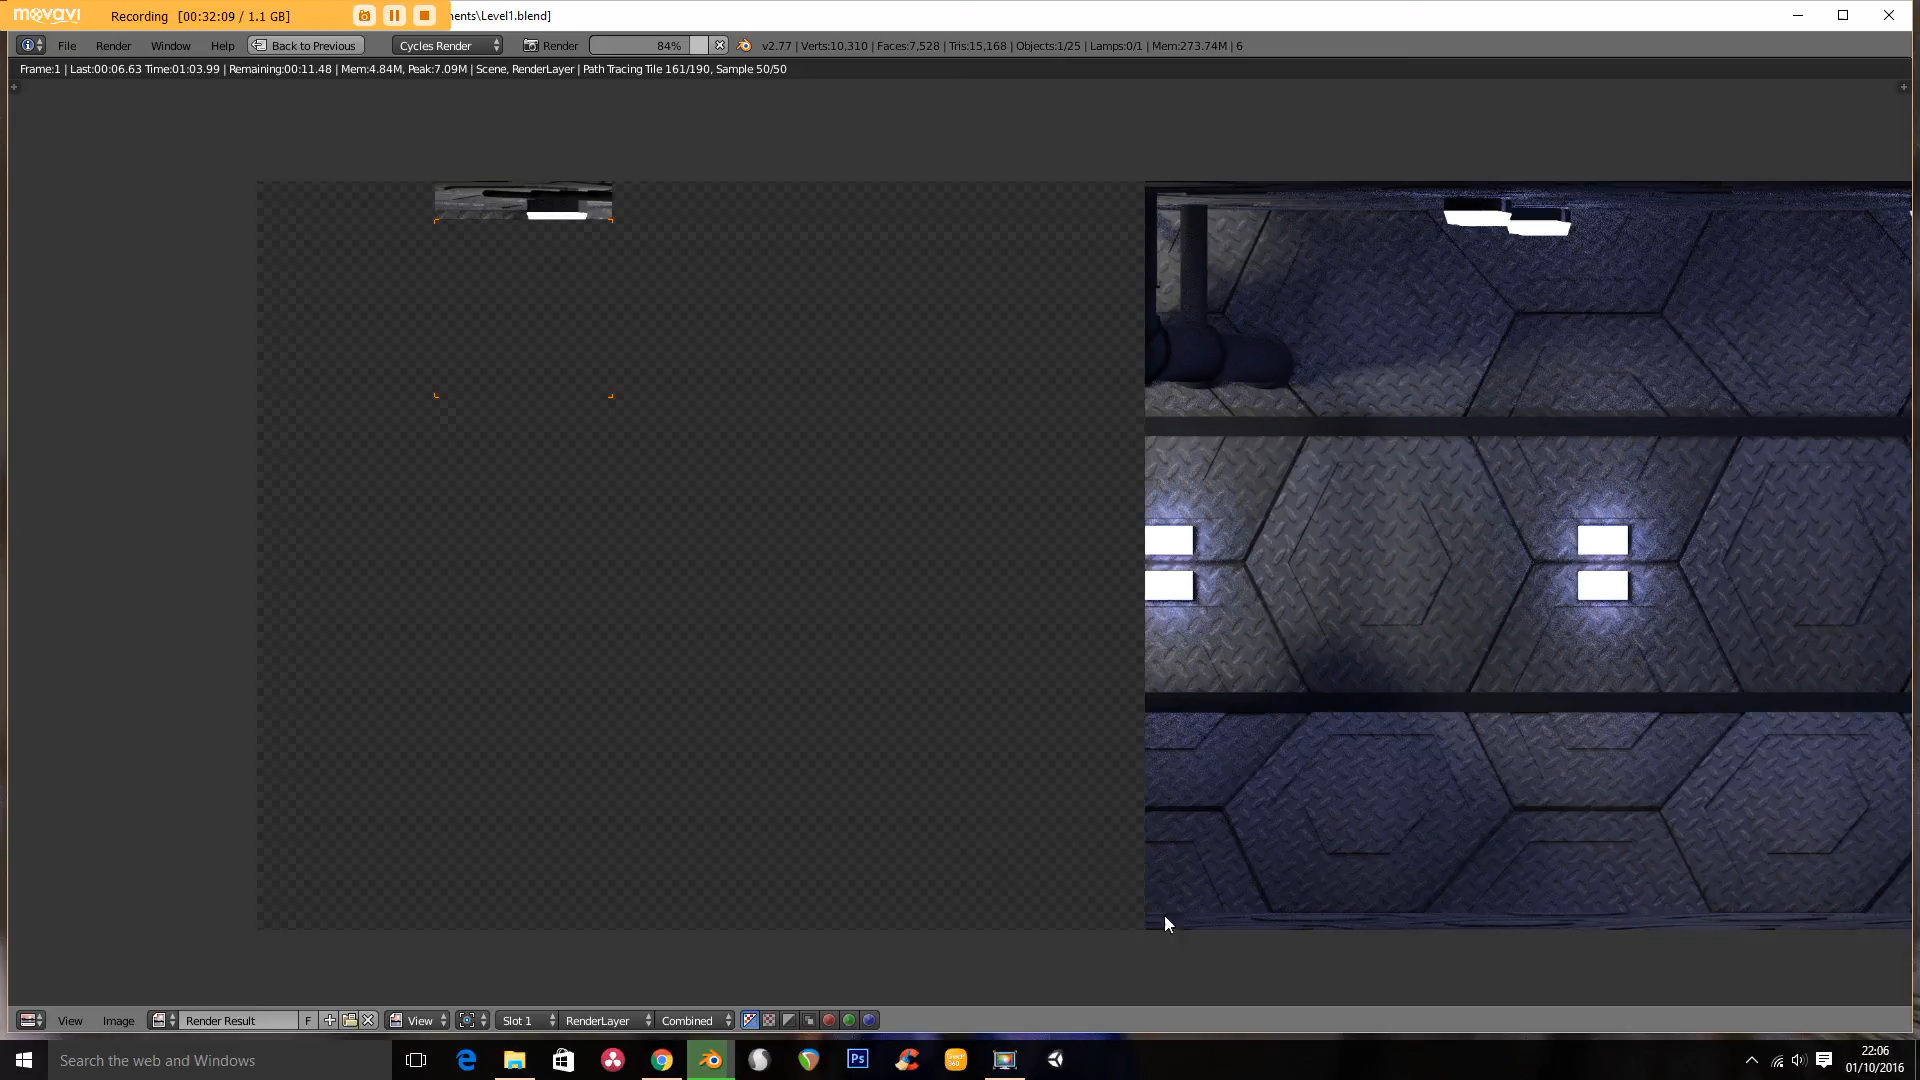 movavi Recording [00:32:09 / 1.1 GB] nents\Level1.blend]
File Render Window Help Back to Previous Cycles Render Render 84% v2.77 | Verts:10,310 | Faces:7,528 | Tris:15,168 | Objects:1/25 | Lamps:0/1 | Mem:273.74M | 6
Frame:1 | Last:00:06.63 Time:01:03.99 | Remaining:00:11.48 | Mem:4.84M, Peak:7.09M | Scene, RenderLayer | Path Tracing Tile 161/190, Sample 50/50
View Image Render Result F View Slot 1 RenderLayer Combined
Search the web and Windows
Ps
22:06
01/10/2016